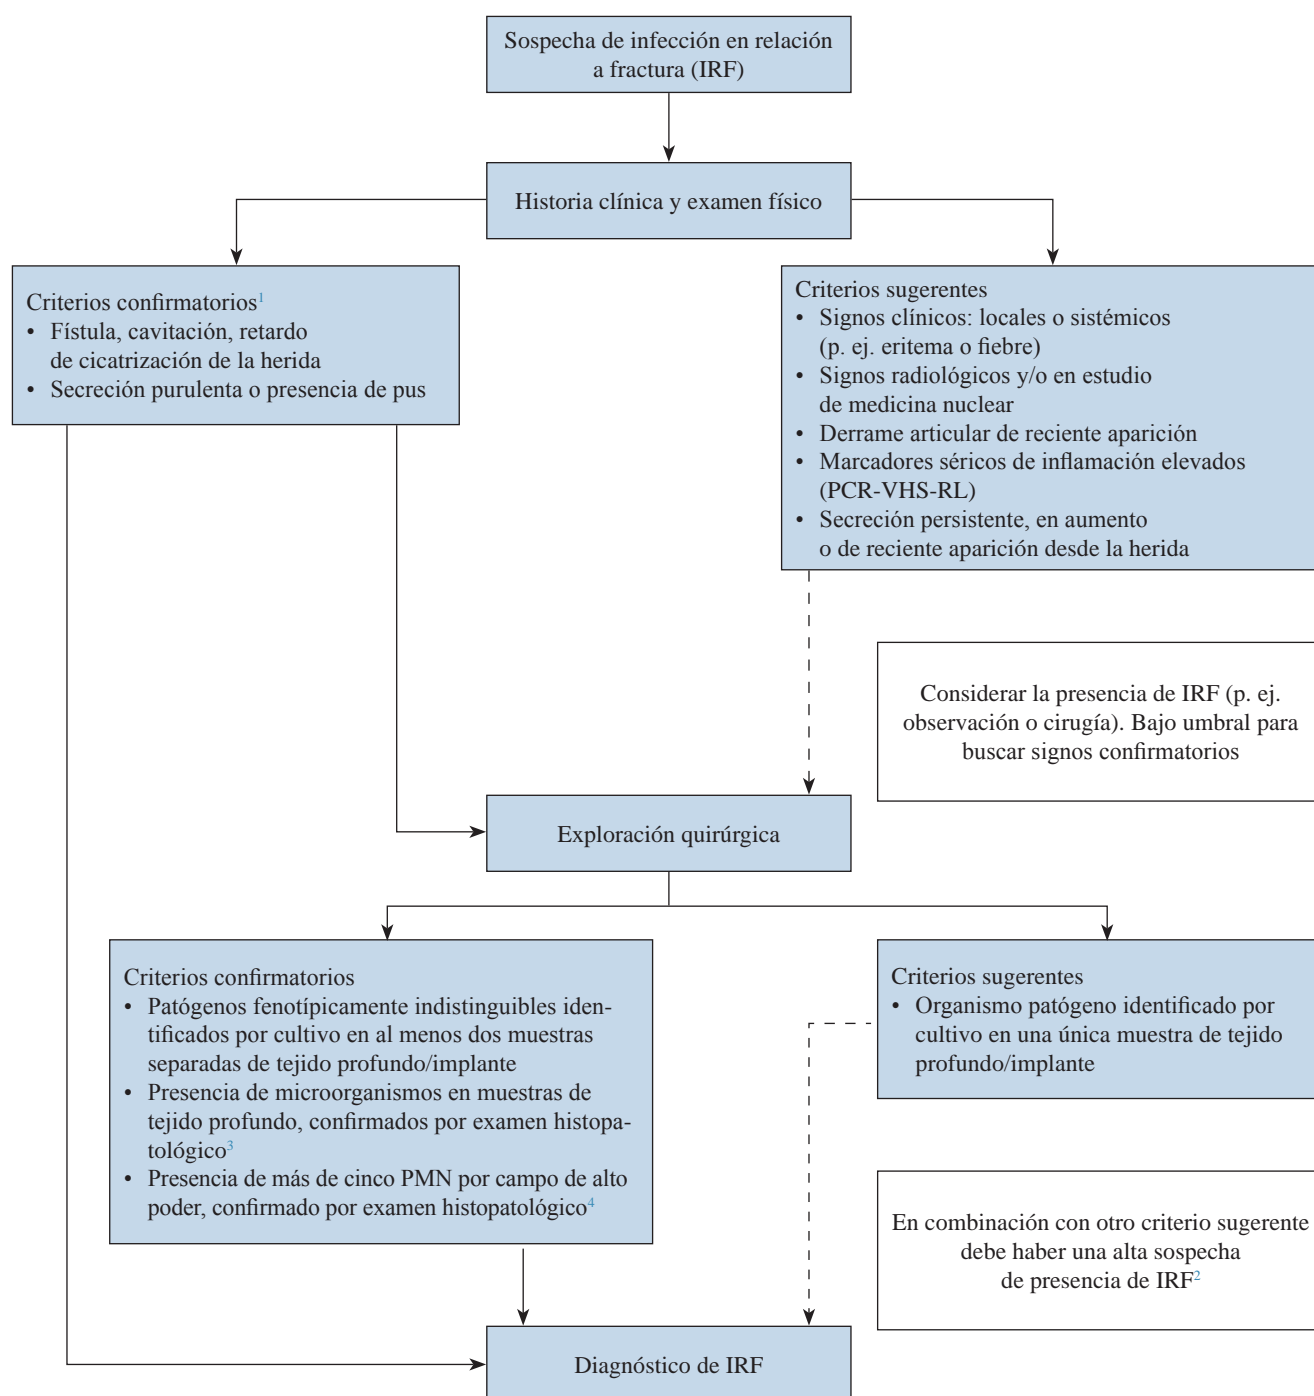 Sospecha de infección en relación
a fractura (IRF)
Historia clínica y examen físico
Criterios confirmatorios1
• Fístula, cavitación, retardo
de cicatrización de la herida
• Secreción purulenta o presencia de pus
Criterios sugerentes
• Signos clínicos: locales o sistémicos
(p. ej. eritema o fiebre)
• Signos radiológicos y/o en estudio
de medicina nuclear
• Derrame articular de reciente aparición
• Marcadores séricos de inflamación elevados
(PCR-VHS-RL)
• Secreción persistente, en aumento
o de reciente aparición desde la herida
Considerar la presencia de IRF (p. ej.
observación o cirugía). Bajo umbral para
buscar signos confirmatorios
Exploración quirúrgica
Criterios confirmatorios
• Patógenos fenotípicamente indistinguibles iden-
tificados por cultivo en al menos dos muestras
separadas de tejido profundo/implante
• Presencia de microorganismos en muestras de
tejido profundo, confirmados por examen histopa-
tológico3
• Presencia de más de cinco PMN por campo de alto
poder, confirmado por examen histopatológico4
Criterios sugerentes
• Organismo patógeno identificado por
cultivo en una única muestra de tejido
profundo/implante
En combinación con otro criterio sugerente
debe haber una alta sospecha
de presencia de IRF2
Diagnóstico de IRF